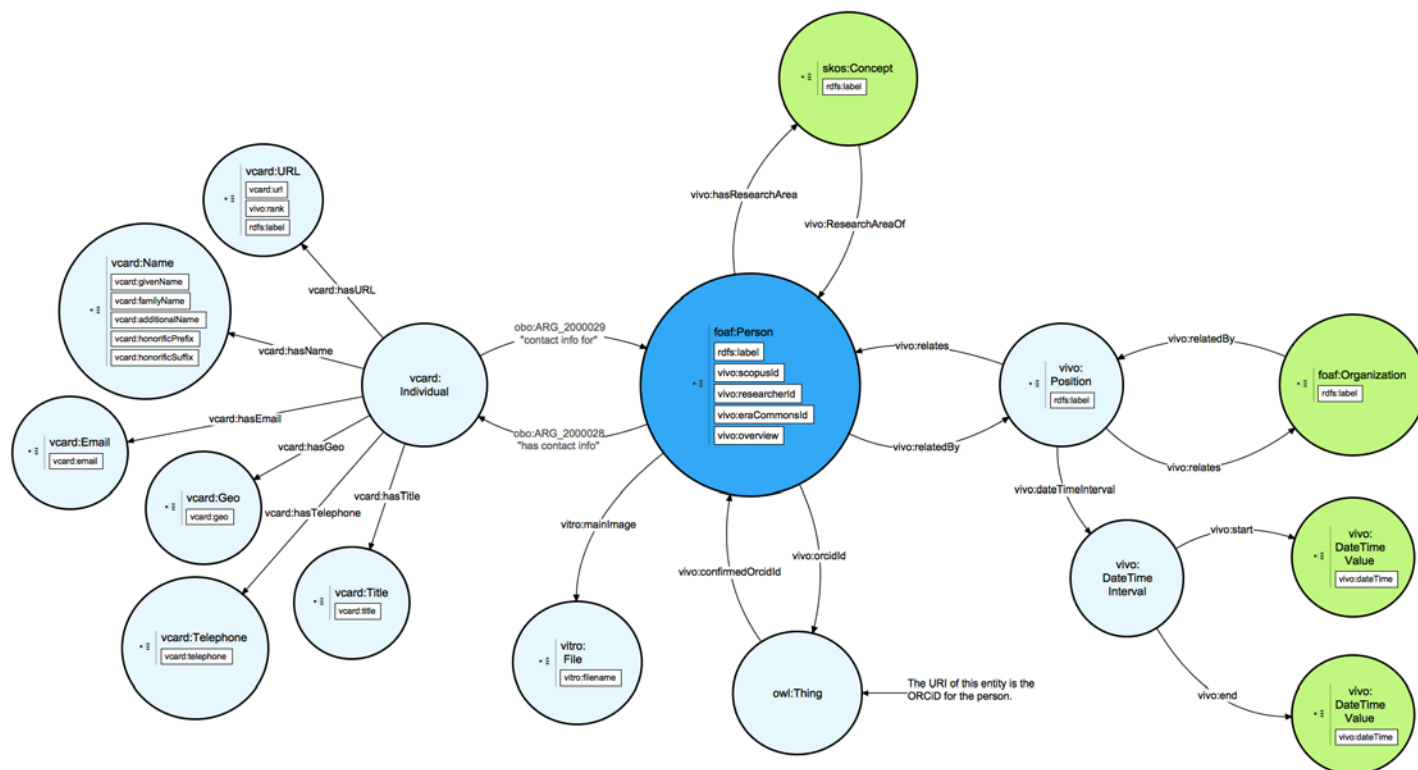 skos:Concept
rdfs:label
vivo:hasResearchArea
vivo:ResearchAreaOf
vcard:URL
vcard:url
vivo:rank
rdfs:label
vcard:Name
vcard:givenName
vcard:familyName
vcard:additionalName
vcard:honorificPrefix
vcard:honorificSuffix
vcard:hasURL
vcard:hasName
vcard:
Individual
obo:ARG_2000029
"contact info for"
obo:ARG_2000028
"has contact info"
foaf:Person
rdfs:label
vivo:scopusId
vivo:researcherId
vivo:eraCommonsId
vivo:overview
vivo:relates
vivo:relatedBy
vivo:
Position
rdfs:label
vivo:relatedBy
vivo:relates
foaf:Organization
rdfs:label
vcard:hasEmail
vcard:Email
vcard:email
vcard:hasGeo
vcard:Geo
vcard:geo
vcard:hasTitle
vcard:hasTelephone
vcard:Title
vcard:title
vcard:Telephone
vcard:telephone
vitro:mainImage
vitro:
File
vitro:filename
vivo:confirmedOrcidId
vivo:orcidId
owl:Thing
The URI of this entity is the
ORCiD for the person.
vivo:dateTimeInterval
vivo:
DateTime
Interval
vivo:start
vivo:
DateTime
Value
vivo:dateTime
vivo:end
vivo:
DateTime
Value
vivo:dateTime